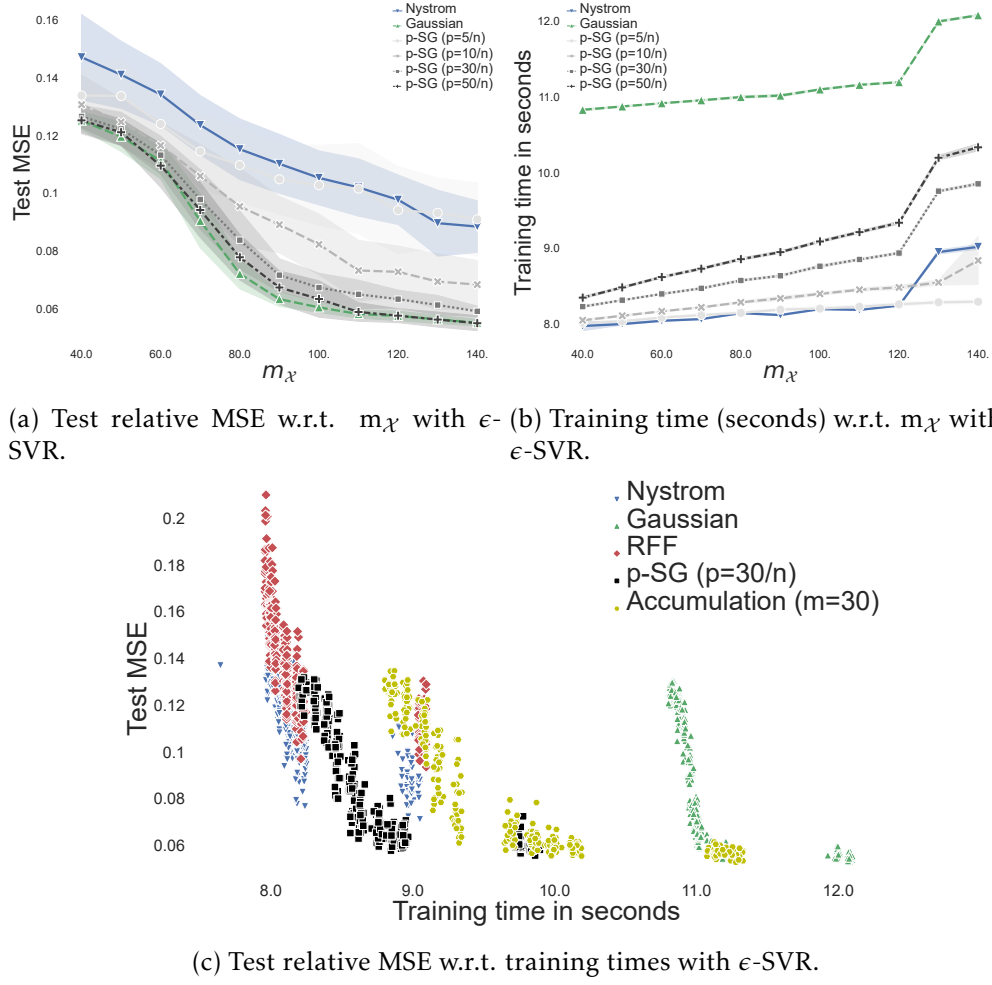 0.16
0.14
0.12
0.1
0.08
0.06
Test MSE
40.0
60.0
80.0
100.
120.
140.
m𝒳
Nystrom
Gaussian
p-SG (p=5/n)
p-SG (p=10/n)
p-SG (p=30/n)
p-SG (p=50/n)
12.0
11.0
10.0
9.0
8.0
Training time in seconds
40.0
60.0
80.0
100.
120.
140.
m𝒳
Nystrom
Gaussian
p-SG (p=5/n)
p-SG (p=10/n)
p-SG (p=30/n)
p-SG (p=50/n)
(a) Test relative MSE w.r.t. m𝒳 with ϵ-
SVR.
(b) Training time (seconds) w.r.t. m𝒳 with
ϵ-SVR.
0.2
0.18
0.16
0.14
0.12
0.1
0.08
0.06
Test MSE
Nystrom
Gaussian
RFF
p-SG (p=30/n)
Accumulation (m=30)
8.0
9.0
10.0
11.0
12.0
Training time in seconds
(c) Test relative MSE w.r.t. training times with ϵ-SVR.